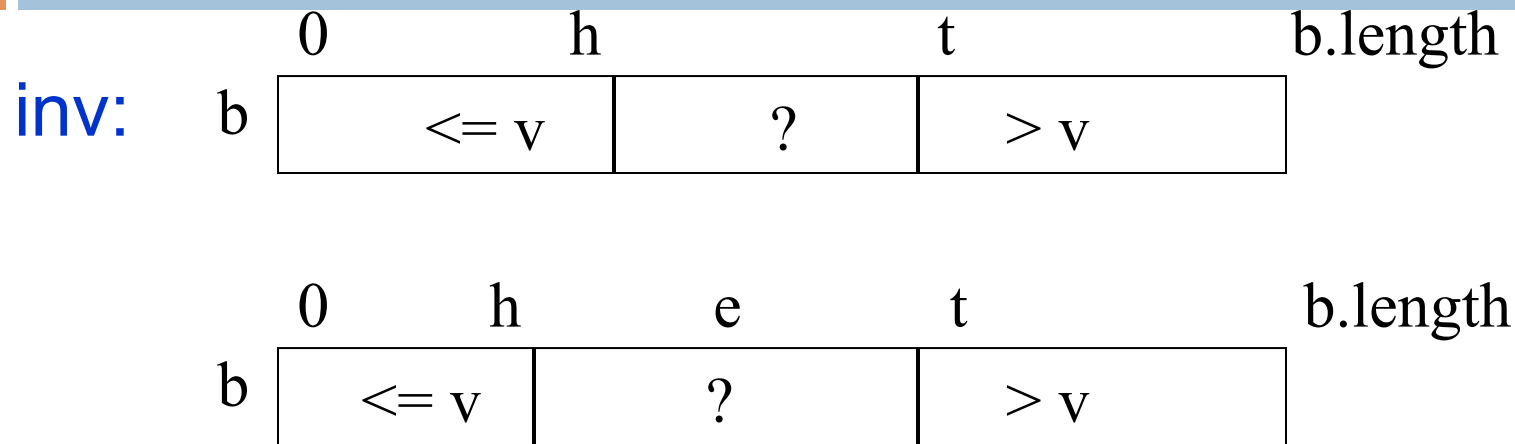 0 h t b.length
inv: b <= v ? > v
0 h e t b.length
b <= v ? > v